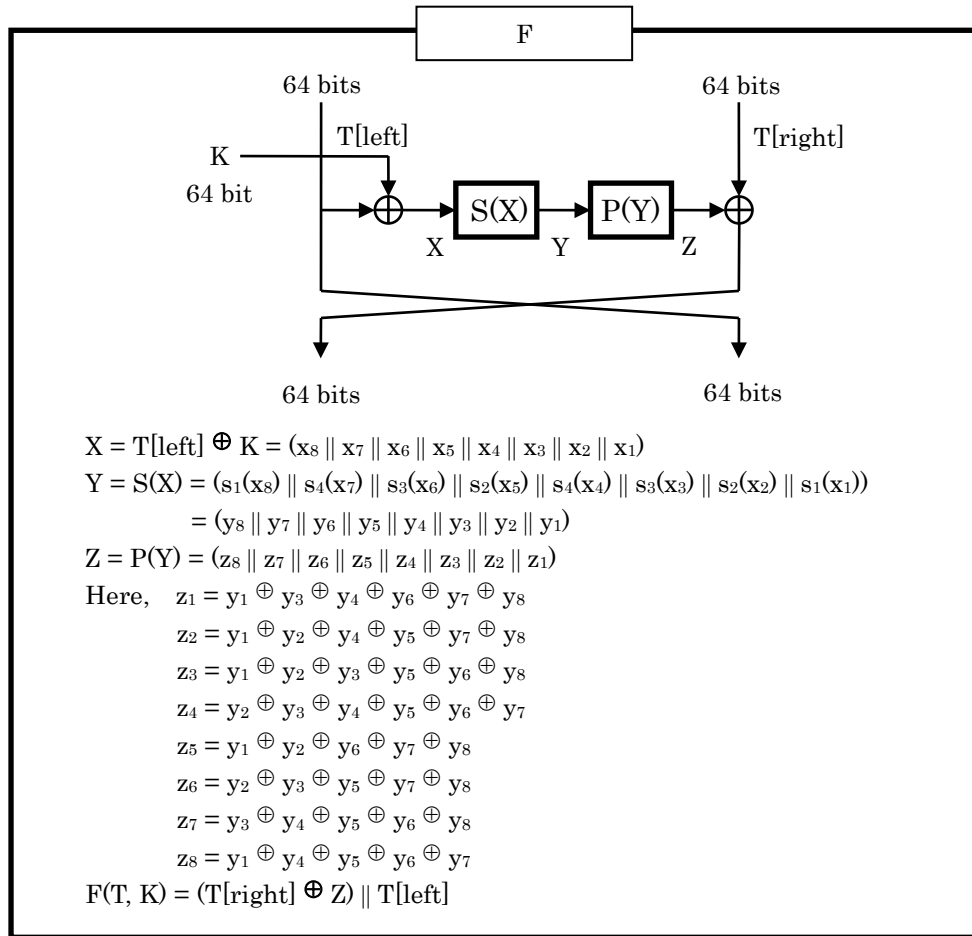 F
64 bits 64 bits
T[left] T[right]
K
64 bit
S(X) P(Y)
X Y Z
64 bits 64 bits
X = T[left] ⊕ K = (x₈ || x₇ || x₆ || x₅ || x₄ || x₃ || x₂ || x₁)
Y = S(X) = (s₁(x₈) || s₄(x₇) || s₃(x₆) || s₂(x₅) || s₄(x₄) || s₃(x₃) || s₂(x₂) || s₁(x₁))
= (y₈ || y₇ || y₆ || y₅ || y₄ || y₃ || y₂ || y₁)
Z = P(Y) = (z₈ || z₇ || z₆ || z₅ || z₄ || z₃ || z₂ || z₁)
Here, z₁ = y₁ ⊕ y₃ ⊕ y₄ ⊕ y₆ ⊕ y₇ ⊕ y₈
z₂ = y₁ ⊕ y₂ ⊕ y₄ ⊕ y₅ ⊕ y₇ ⊕ y₈
z₃ = y₁ ⊕ y₂ ⊕ y₃ ⊕ y₅ ⊕ y₆ ⊕ y₈
z₄ = y₂ ⊕ y₃ ⊕ y₄ ⊕ y₅ ⊕ y₆ ⊕ y₇
z₅ = y₁ ⊕ y₂ ⊕ y₆ ⊕ y₇ ⊕ y₈
z₆ = y₂ ⊕ y₃ ⊕ y₅ ⊕ y₇ ⊕ y₈
z₇ = y₃ ⊕ y₄ ⊕ y₅ ⊕ y₆ ⊕ y₈
z₈ = y₁ ⊕ y₄ ⊕ y₅ ⊕ y₆ ⊕ y₇
F(T, K) = (T[right] ⊕ Z) || T[left]